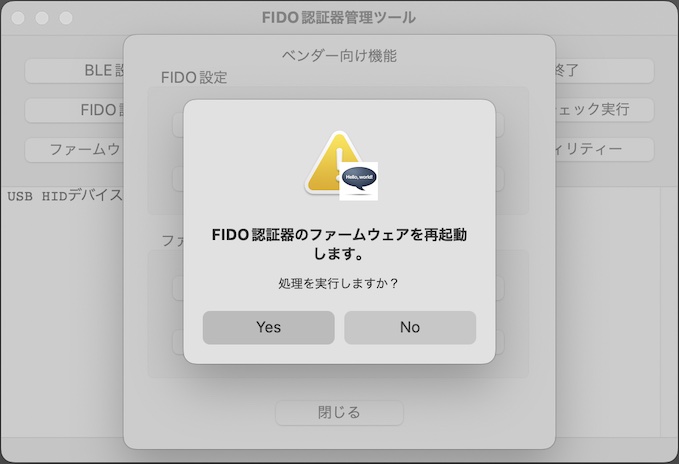 FIDO認証器管理ツール
ベンダー向け機能
BLE設
終了
FIDO設定
FIDO
ェック実行
ファームウ
ィリティー
USB HIDデバイス
Hello, world!
FIDO認証器のファームウェアを再起動
します。
処理を実行しますか？
ファ
Yes
No
閉じる